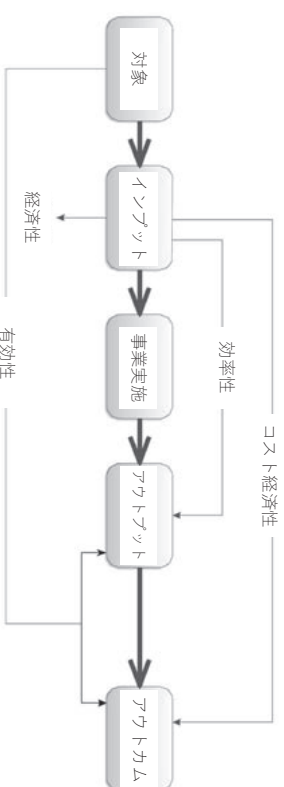 対象
インプット
事業実施
アウトプット
アウトカム
経済性
効率性
コスト経済性
有効性